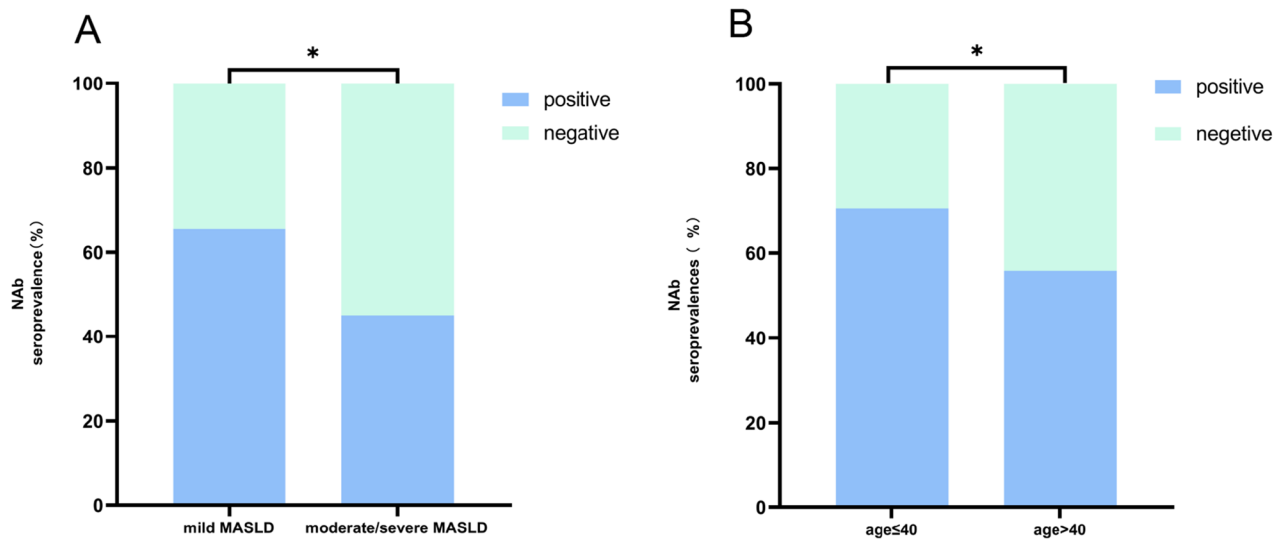 A
*
100
80
60
40
20
0
NAb
seroprevalence(%)
mild MASLD
moderate/severe MASLD
positive
negative
B
*
100
80
60
40
20
0
NAb
seroprevalences（ %）
age≤40
age>40
positive
negetive